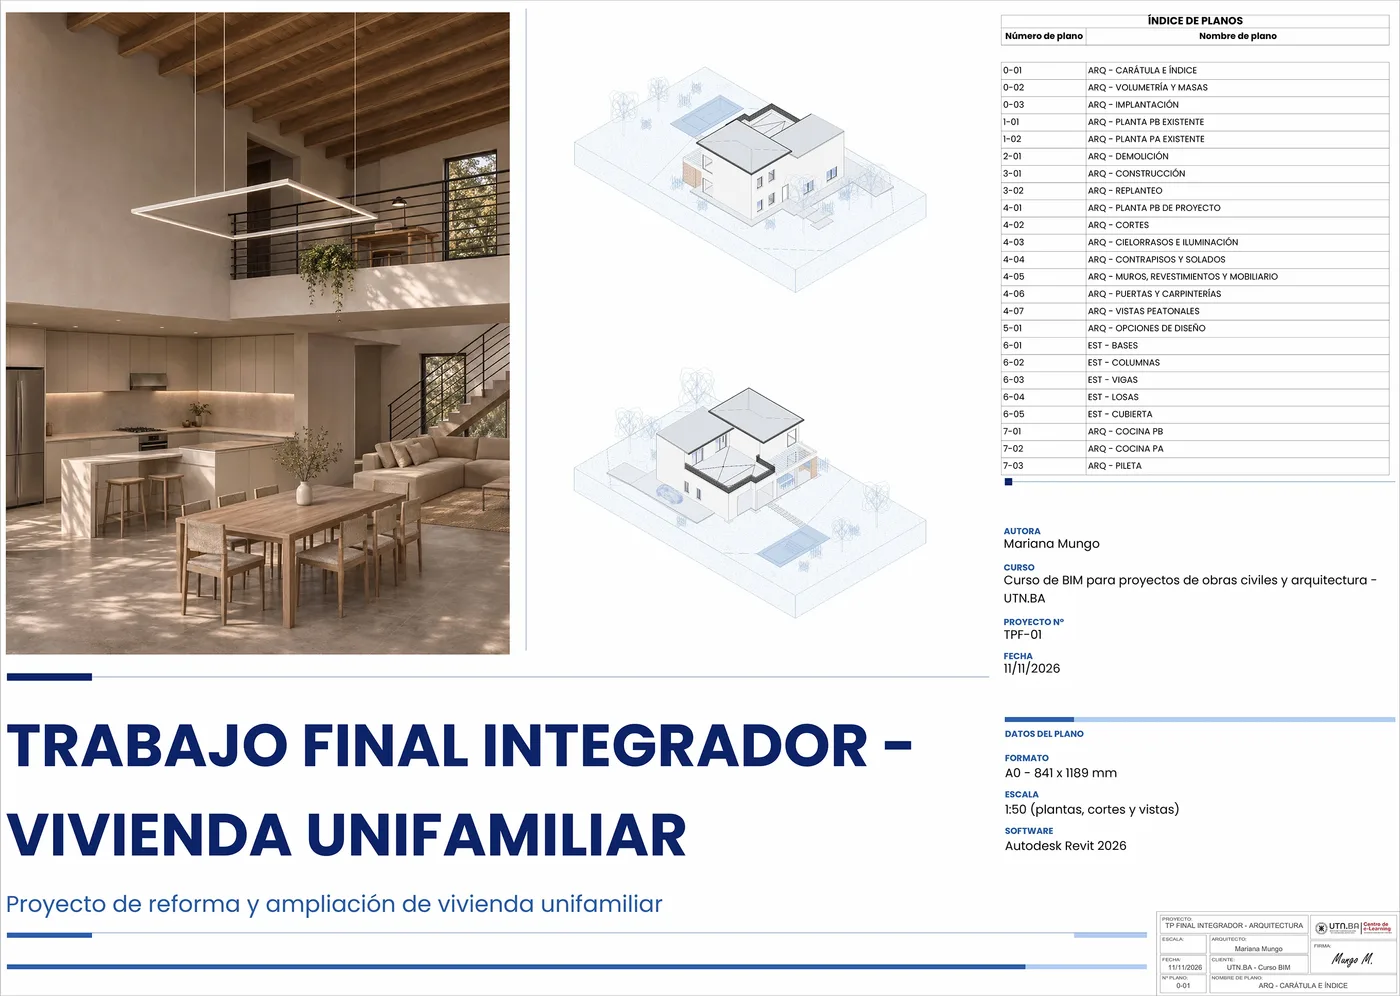 ÍNDICE DE PLANOS
Número de plano Nombre de plano
0-01 ARQ - CARÁTULA E ÍNDICE
0-02 ARQ - VOLUMETRÍA Y MASAS
0-03 ARQ - IMPLANTACIÓN
1-01 ARQ - PLANTA PB EXISTENTE
1-02 ARQ - PLANTA PA EXISTENTE
2-01 ARQ - DEMOLICIÓN
3-01 ARQ - CONSTRUCCIÓN
3-02 ARQ - REPLANTEO
4-01 ARQ - PLANTA PB DE PROYECTO
4-02 ARQ - CORTES
4-03 ARQ - CIELORRASOS E ILUMINACIÓN
4-04 ARQ - CONTRAPISOS Y SOLADOS
4-05 ARQ - MUROS, REVESTIMIENTOS Y MOBILIARIO
4-06 ARQ - PUERTAS Y CARPINTERÍAS
4-07 ARQ - VISTAS PEATONALES
5-01 ARQ - OPCIONES DE DISEÑO
6-01 EST - BASES
6-02 EST - COLUMNAS
6-03 EST - VIGAS
6-04 EST - LOSAS
6-05 EST - CUBIERTA
7-01 ARQ - COCINA PB
7-02 ARQ - COCINA PA
7-03 ARQ - PILETA
AUTORA
Mariana Mungo
CURSO
Curso de BIM para proyectos de obras civiles y arquitectura -
UTN.BA
PROYECTO Nº
TPF-01
FECHA
11/11/2026
TRABAJO FINAL INTEGRADOR -
VIVIENDA UNIFAMILIAR
Proyecto de reforma y ampliación de vivienda unifamiliar
DATOS DEL PLANO
FORMATO
A0 - 841 x 1189 mm
ESCALA
1:50 (plantas, cortes y vistas)
SOFTWARE
Autodesk Revit 2026
PROYECTO:
TP FINAL INTEGRADOR - ARQUITECTURA
UTN.BA Centro de
e-Learning
ESCALA:
ARQUITECTO:
Mariana Mungo
FIRMA:
Mungo M.
FECHA:
11/11/2026
CLIENTE:
UTN.BA - Curso BIM
Nº PLANO:
0-01
NOMBRE DE PLANO:
ARQ - CARÁTULA E ÍNDICE